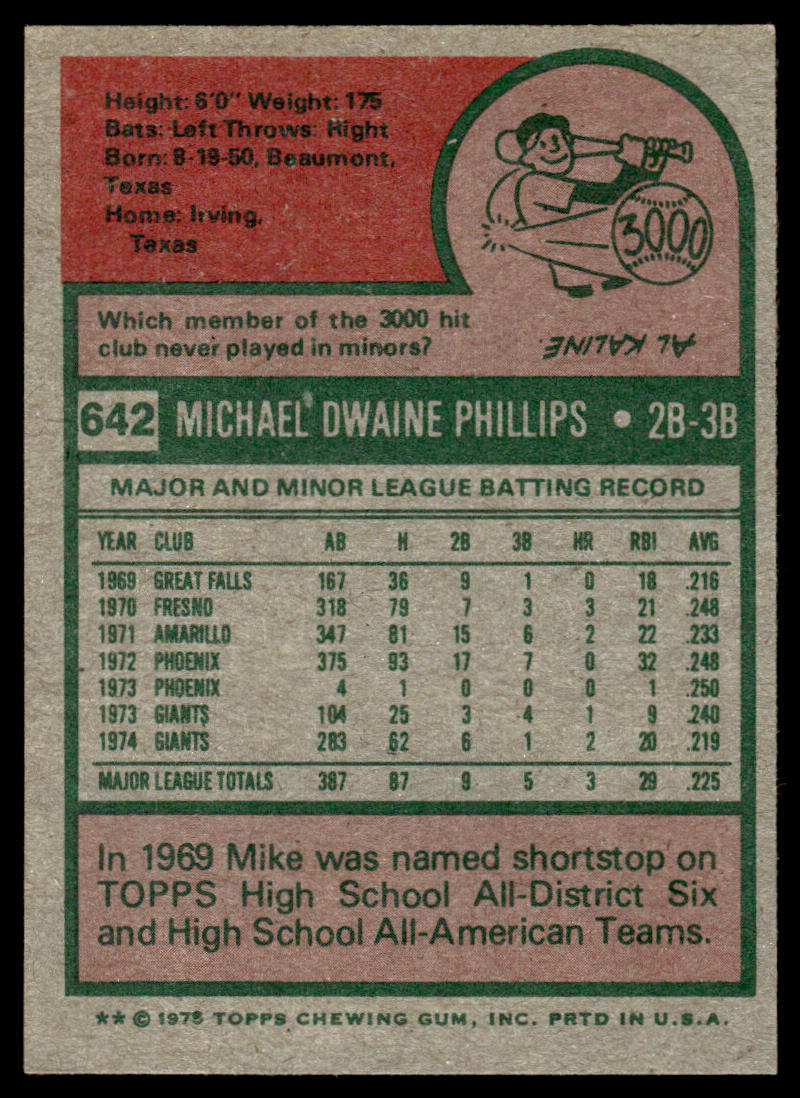 Height: 6'0" Weight: 175
Bats: Left Throws: Right
Born: 8-19-50, Beaumont,
Texas
Home: Irving,
Texas
3000
Which member of the 3000 hit
club never played in minors?
AL KALINE.
642 MICHAEL DWAINE PHILLIPS • 2B-3B
MAJOR AND MINOR LEAGUE BATTING RECORD
YEAR CLUB AB H 2B 3B HR RBI AVG
1969 GREAT FALLS 167 36 9 1 0 18 .216
1970 FRESNO 318 79 7 3 3 21 .248
1971 AMARILLO 347 81 15 6 2 22 .233
1972 PHOENIX 375 93 17 7 0 32 .248
1973 PHOENIX 4 1 0 0 0 1 .250
1973 GIANTS 104 25 3 4 1 9 .240
1974 GIANTS 283 62 6 1 2 20 .219
MAJOR LEAGUE TOTALS 387 87 9 5 3 29 .225
In 1969 Mike was named shortstop on
TOPPS High School All-District Six
and High School All-American Teams.
** © 1975 TOPPS CHEWING GUM, INC. PRTD IN U.S.A.